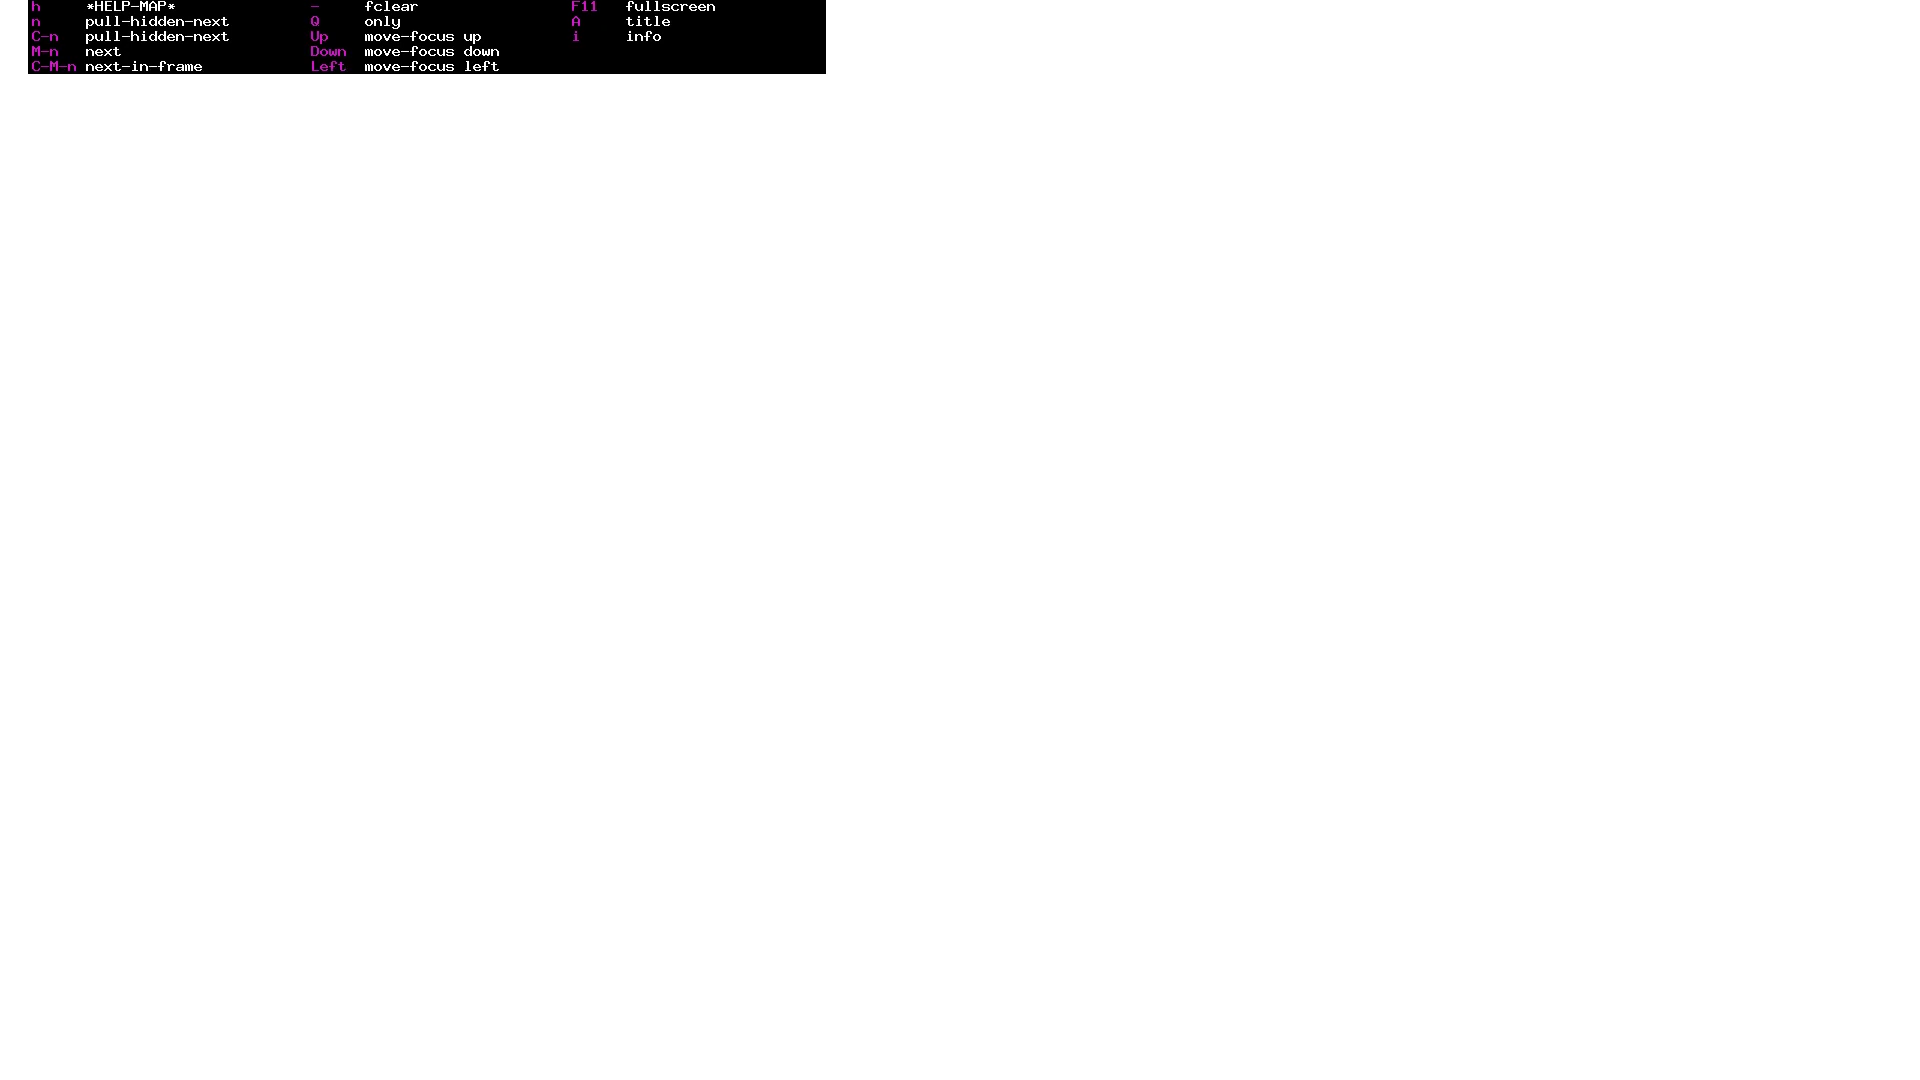 h *HELP-MAP* - fclear F11 fullscreen
n pull-hidden-next Q only A title
C-n pull-hidden-next Up move-focus up i info
M-n next Down move-focus down
C-M-n next-in-frame Left move-focus left